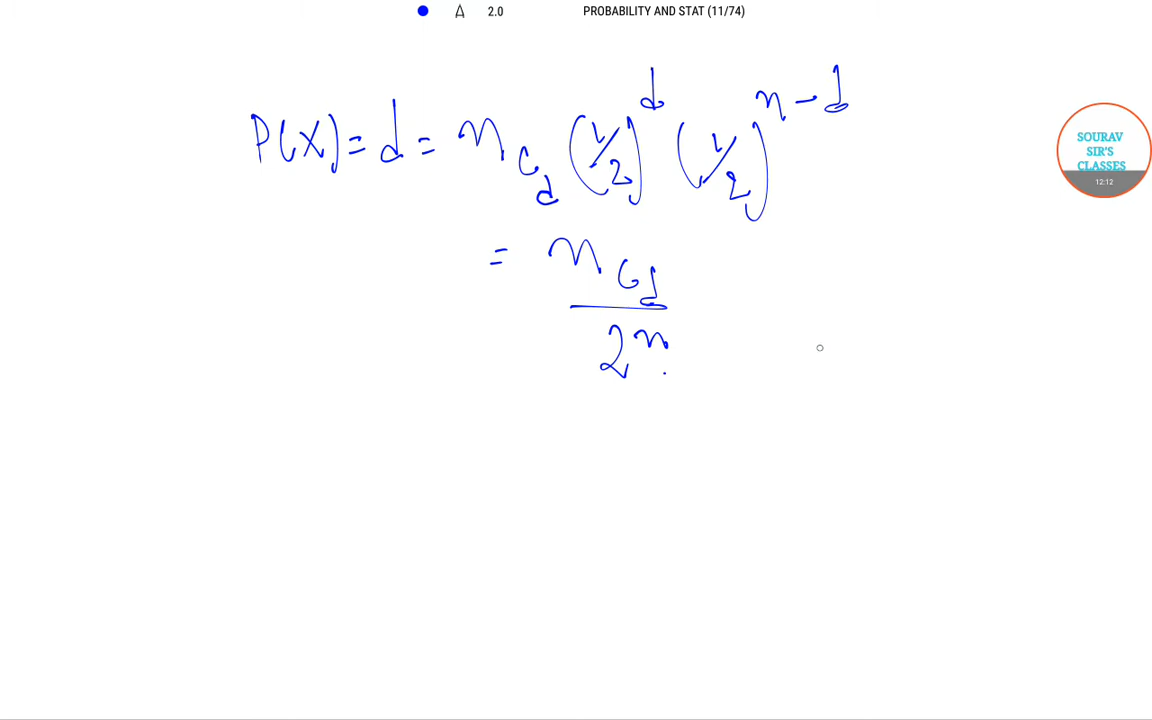 2.0 PROBABILITY AND STAT (11/74)
P(X) = d = nCd (1/2)^d (1/2)^(n-d)
= nCd
2^n
SOURAV
SIR'S
CLASSES
12:12